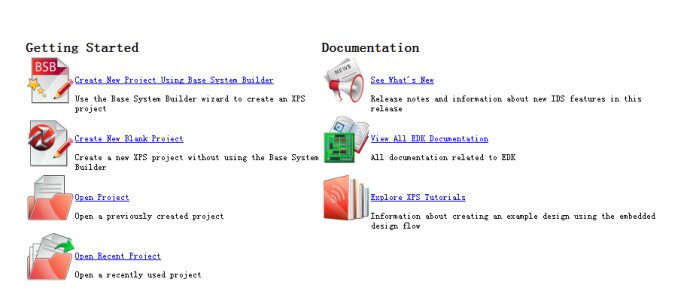 Getting Started
BSB
Create New Project Using Base System Builder
Use the Base System Builder wizard to create an XPS
project
Create New Blank Project
Create a new XPS project without using the Base System
Builder
Open Project
Open a previously created project
Open Recent Project
Open a recently used project
Documentation
NEWS
See What's New
Release notes and information about new IDS features in this
release
View All EDK Documentation
All documentation related to EDK
Explore XPS Tutorials
Information about creating an example design using the embedded
design flow